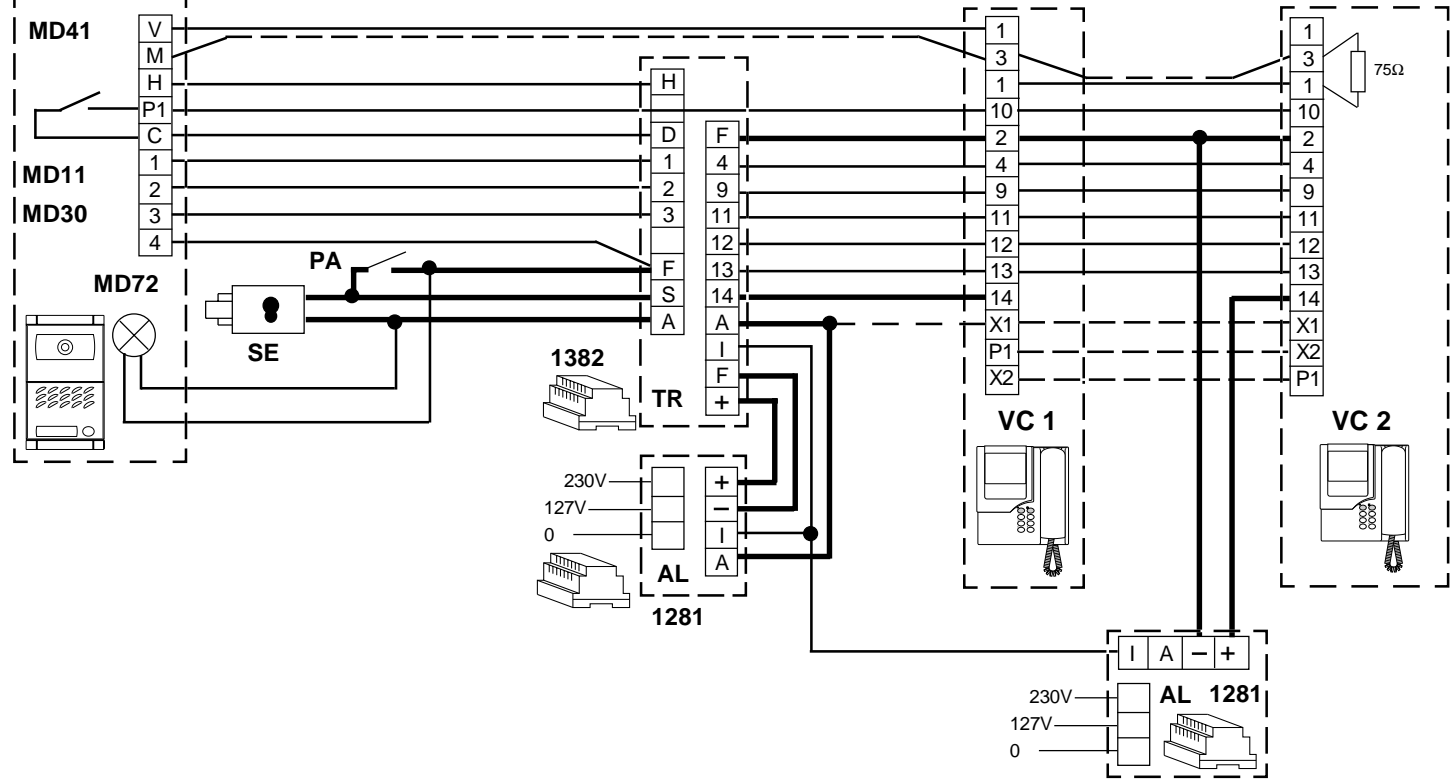 MD41
MD11
MD30
MD72
V
M
H
P1
C
1
2
3
4
PA
SE
H
D
1
2
3
F
S
A
F
4
9
11
12
13
14
A
I
F
+
1382
TR
230V
127V
0
+
−
I
A
AL
1281
1
3
1
10
2
4
9
11
12
13
14
X1
P1
X2
VC 1
1
3
1
10
2
4
9
11
12
13
14
X1
X2
P1
75Ω
VC 2
I A − +
230V
127V
0
AL 1281